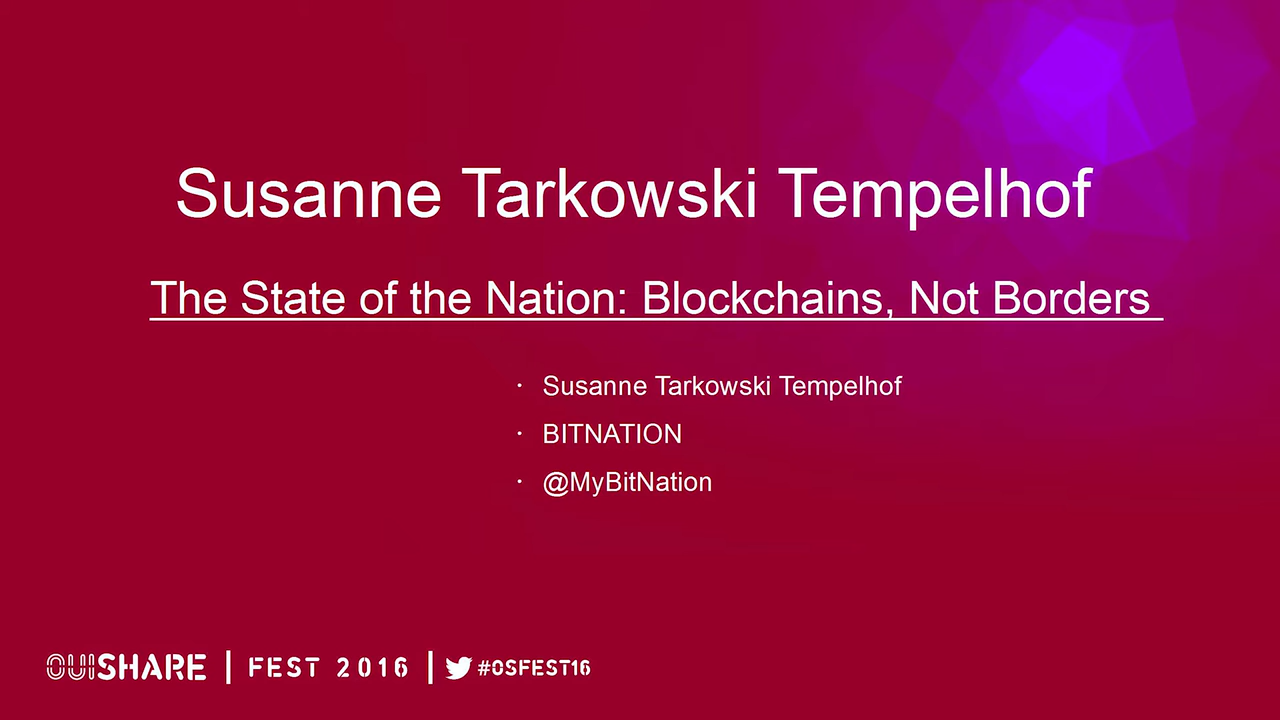 Susanne Tarkowski Tempelhof
The State of the Nation: Blockchains, Not Borders
· Susanne Tarkowski Tempelhof
· BITNATION
· @MyBitNation
OUISHARE | FEST 2016 | #OSFEST16